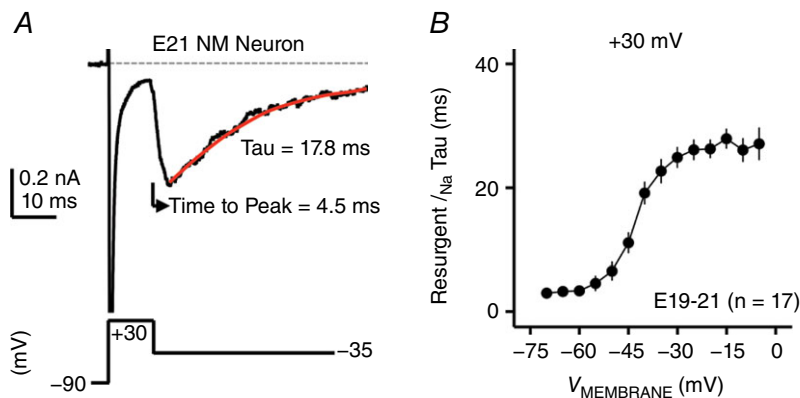 A
E21 NM Neuron
Tau = 17.8 ms
0.2 nA
10 ms
Time to Peak = 4.5 ms
+30
(mV)
−35
−90
B
+30 mV
Resurgent I Na Tau (ms)
40
20
0
E19-21 (n = 17)
−75 −60 −45 −30 −15 0
VMEMBRANE (mV)